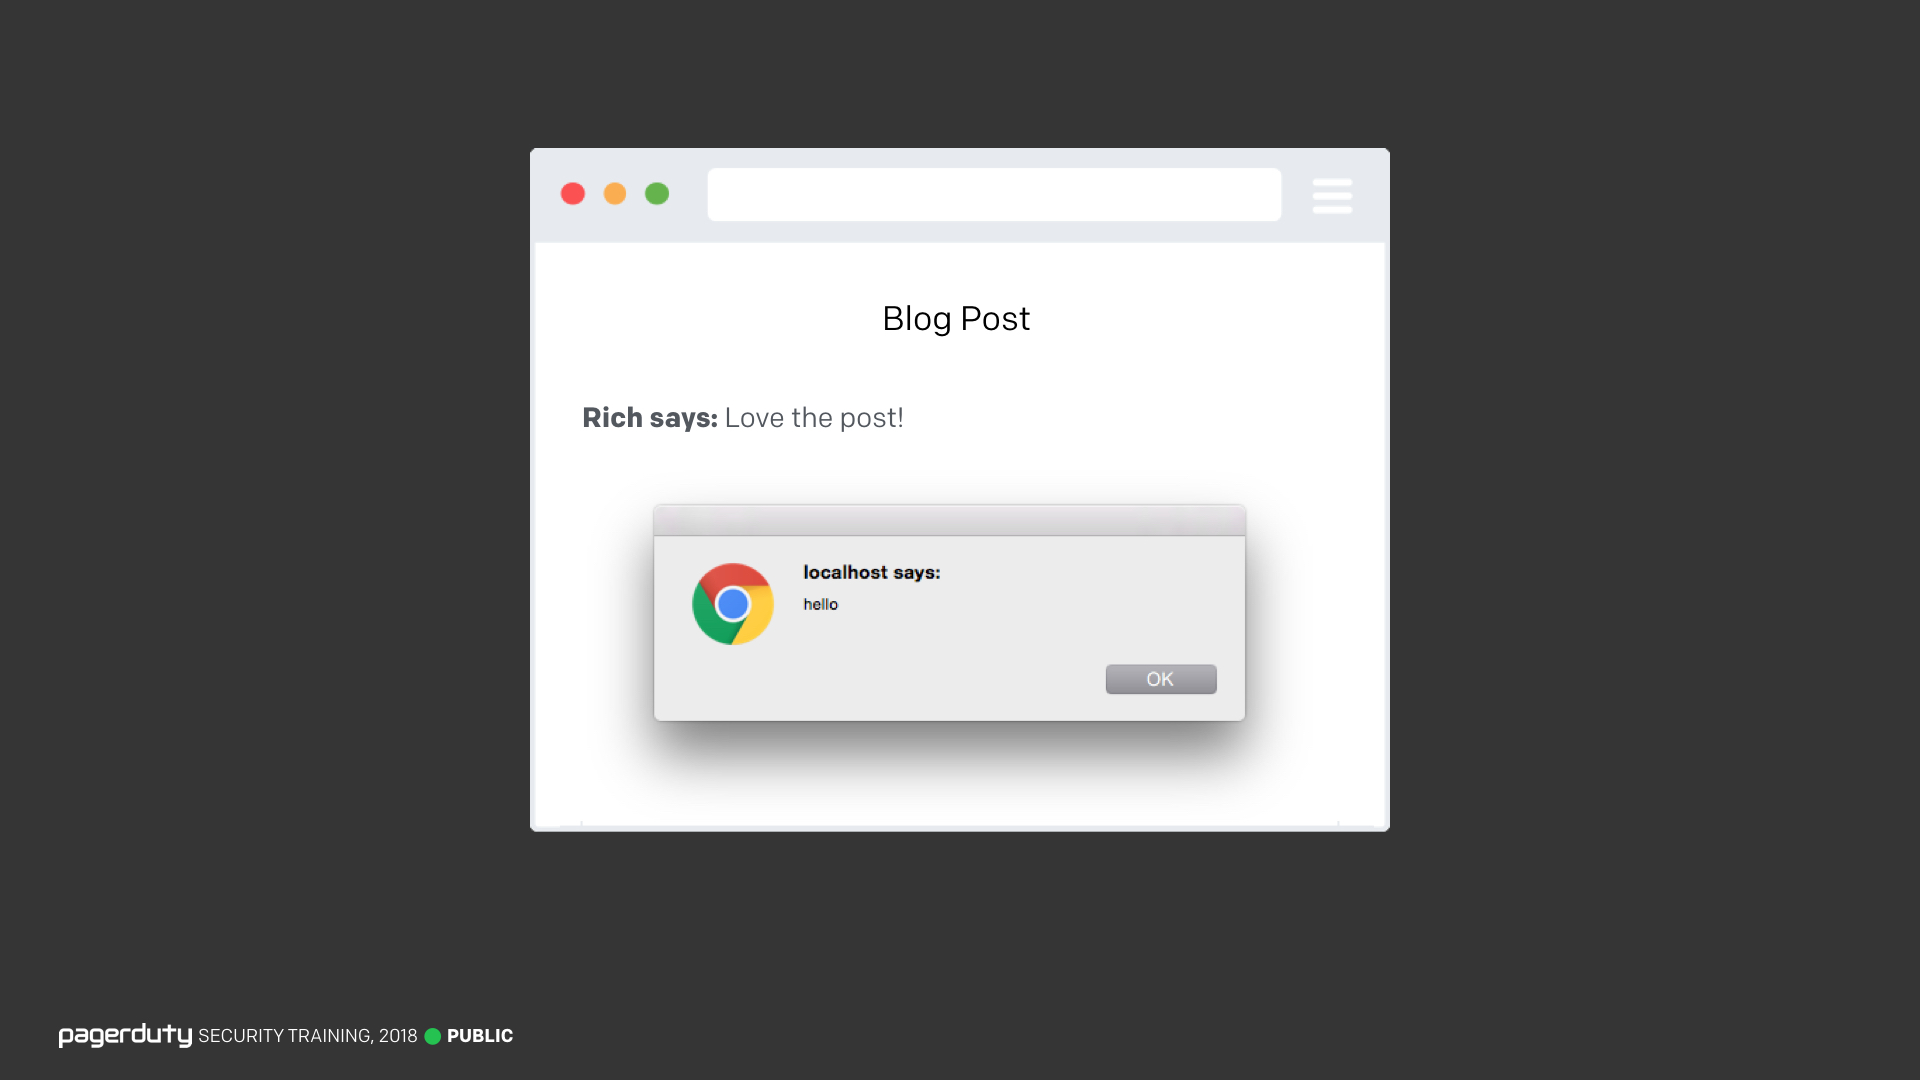 Blog Post
Rich says: Love the post!
localhost says:
hello
OK
pagerduty SECURITY TRAINING, 2018 PUBLIC